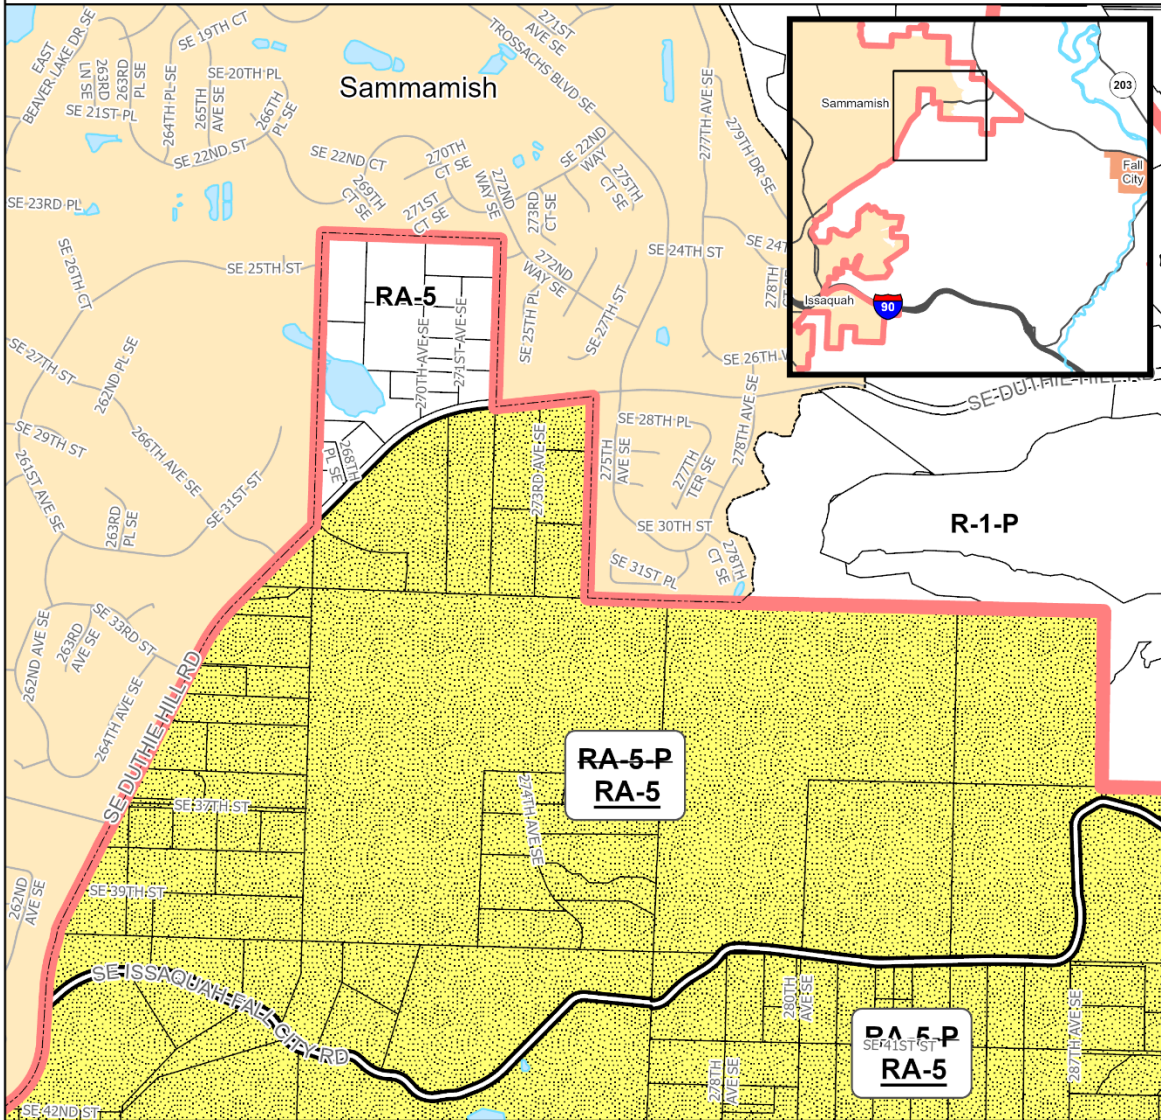 EAST
BEAVER LAKE DR SE
263RD
LN SE
263RD
PL SE
SE 19TH CT
SE 20TH PL
SE 21ST PL
264TH PL SE
265TH
AVE SE
266TH
PL SE
SE 22ND ST
SE 23RD PL
Sammamish
271ST
AVE SE
TROSSACHS BLVD SE
SE 22ND CT
269TH
CT SE
270TH
CT SE
271ST
CT SE
272ND
WAY SE
273RD
CT SE
SE 22ND
WAY
275TH
CT SE
277TH AVE SE
279TH DR SE
SE 24TH ST
278TH
272ND
WAY SE
SE 25TH ST
SE 25TH PL
SE 27TH ST
SE 26TH CT
SE 27TH ST
262ND PL SE
SE 29TH ST
261ST AVE SE
266TH AVE SE
263RD
PL SE
SE 31ST ST
RA-5
270TH AVE SE
271ST AVE SE
268TH
PL SE
273RD AVE SE
275TH
AVE SE
SE 28TH PL
277TH
TER SE
278TH AVE SE
SE 30TH ST
SE 31ST PL
278TH
CT SE
SE DUTHIE HILL RD
R-1-P
Sammamish
203
Fall
City
Issaquah
90
262ND AVE SE
263RD
AVE SE
SE 33RD ST
264TH AVE SE
SE DUTHIE HILL RD
SE 37TH ST
SE 39TH ST
262ND
AVE SE
RA-5-P
RA-5
274TH AVE SE
SE ISSAQUAH-FALL CITY RD
280TH
AVE SE
278TH
AVE SE
RA-5-P
SE 41ST ST
RA-5
287TH AVE SE
SE 42ND ST